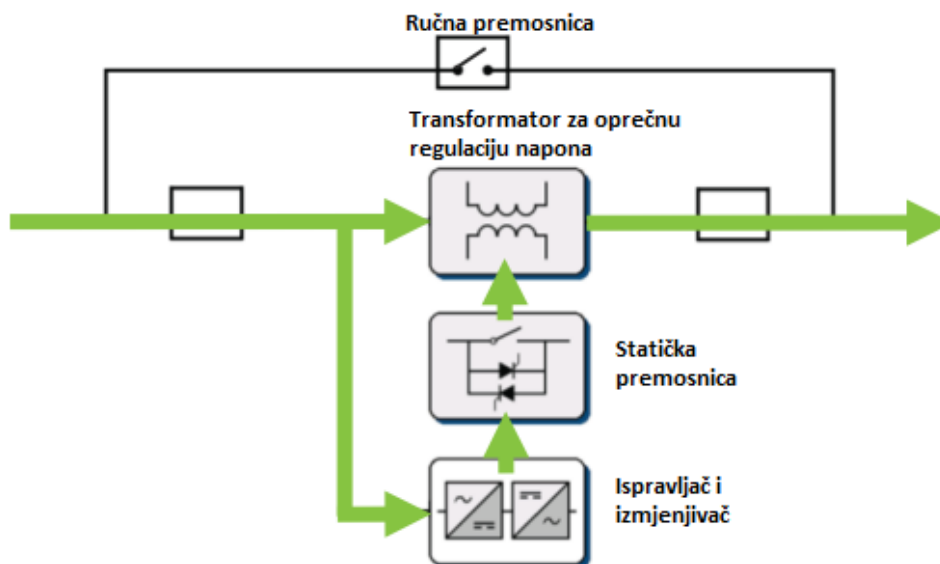 Ručna premosnica
Transformator za oprečnu
regulaciju napona
Statička
premosnica
Ispravljač i
izmjenjivač